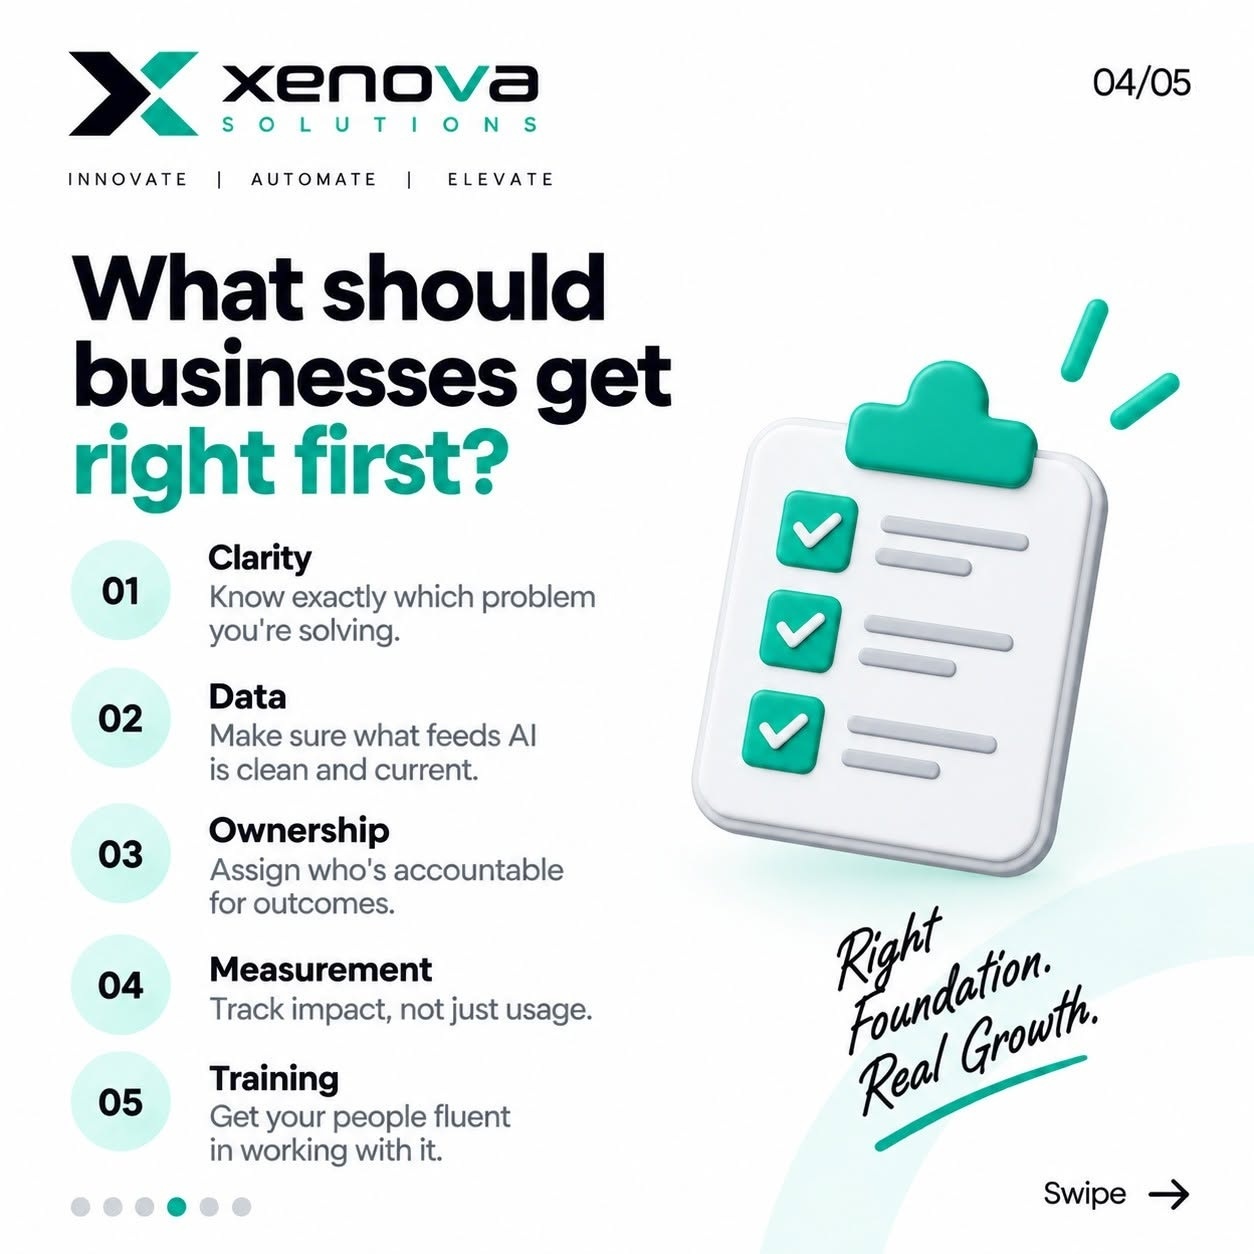 xenova
SOLUTIONS
INNOVATE | AUTOMATE | ELEVATE
04/05
What should
businesses get
right first?
01
Clarity
Know exactly which problem
you're solving.
02
Data
Make sure what feeds AI
is clean and current.
03
Ownership
Assign who's accountable
for outcomes.
04
Measurement
Track impact, not just usage.
05
Training
Get your people fluent
in working with it.
Right
Foundation.
Real Growth.
Swipe →